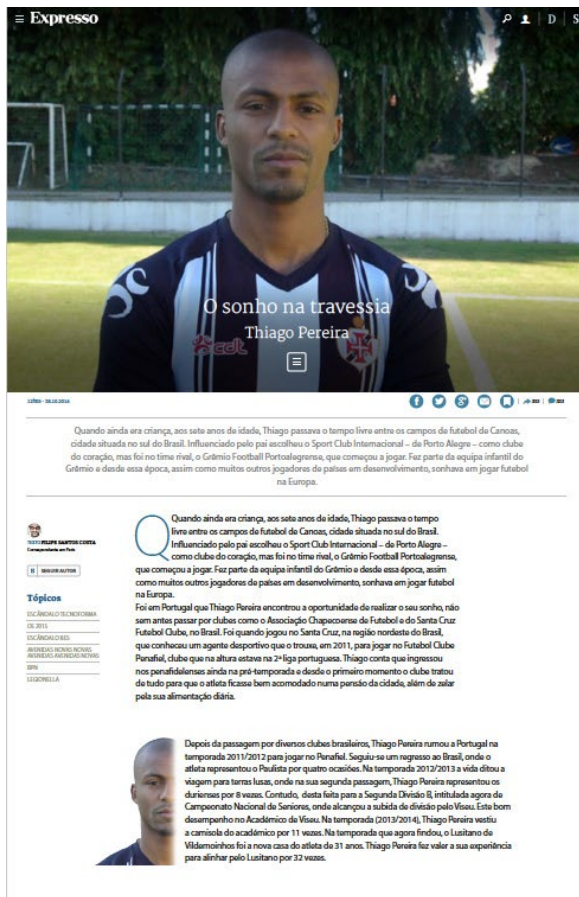 Expresso
D S
O sonho na travessia
Thiago Pereira
cdt
Quando ainda era criança, aos sete anos de idade, Thiago passava o tempo livre entre os campos de futebol de Canoas,
cidade situada no sul do Brasil. Influenciado pelo pai escolheu o Sport Club Internacional – de Porto Alegre – como clube
do coração, mas foi no time rival, o Grêmio Football Portoalegrense, que começou a jogar. Fez parte da equipa infantil do
Grêmio e desde essa época, assim como muitos outros jogadores de países em desenvolvimento, sonhava em jogar futebol
na Europa.
FILIPE SANTOS COSTA
SEGUIR AUTOR
Tópicos
ESCÂNDALO TECNOFORMA
OE 2015
ESCÂNDALO BES
AVENIDAS NOVAS NOVAS
AVENIDAS AVENIDAS NOVAS
BPN
LEGIONELLA
Quando ainda era criança, aos sete anos de idade, Thiago passava o tempo
livre entre os campos de futebol de Canoas, cidade situada no sul do Brasil.
Influenciado pelo pai escolheu o Sport Club Internacional – de Porto Alegre –
como clube do coração, mas foi no time rival, o Grêmio Football Portoalegrense,
que começou a jogar. Fez parte da equipa infantil do Grêmio e desde essa época, assim
como muitos outros jogadores de países em desenvolvimento, sonhava em jogar futebol
na Europa.
Foi em Portugal que Thiago Pereira encontrou a oportunidade de realizar o seu sonho, não
sem antes passar por clubes como o Associação Chapecoense de Futebol e do Santa Cruz
Futebol Clube, no Brasil. Foi quando jogou no Santa Cruz, na região nordeste do Brasil,
que conheceu um agente desportivo que o trouxe, em 2011, para jogar no Futebol Clube
Penafiel, clube que na altura estava na 2ª liga portuguesa. Thiago conta que ingressou
nos penafidelenses ainda na pré-temporada e desde o primeiro momento o clube tratou
de tudo para que o atleta ficasse bem acomodado numa pensão da cidade, além de zelar
pela sua alimentação diária.
Depois da passagem por diversos clubes brasileiros, Thiago Pereira rumou a Portugal na
temporada 2011/2012 para jogar no Penafiel. Seguiu-se um regresso ao Brasil, onde o
atleta representou o Paulista por quatro ocasiões. Na temporada 2012/2013 a vida ditou a
viagem para terras lusas, onde na sua segunda passagem, Thiago Pereira representou os
durienses por 8 vezes. Contudo, desta feita para a Segunda Divisão B, intitulada agora de
Campeonato Nacional de Seniores, onde alcançou a subida de divisão pelo Viseu. Este bom
desempenho no Académico de Viseu. Na temporada (2013/2014), Thiago Pereira vestiu
a camisola do académico por 11 vezes. Na temporada que agora findou, o Lusitano de
Vildemoinhos foi a nova casa do atleta de 31 anos. Thiago Pereira fez valer a sua experiência
para alinhar pelo Lusitano por 32 vezes.